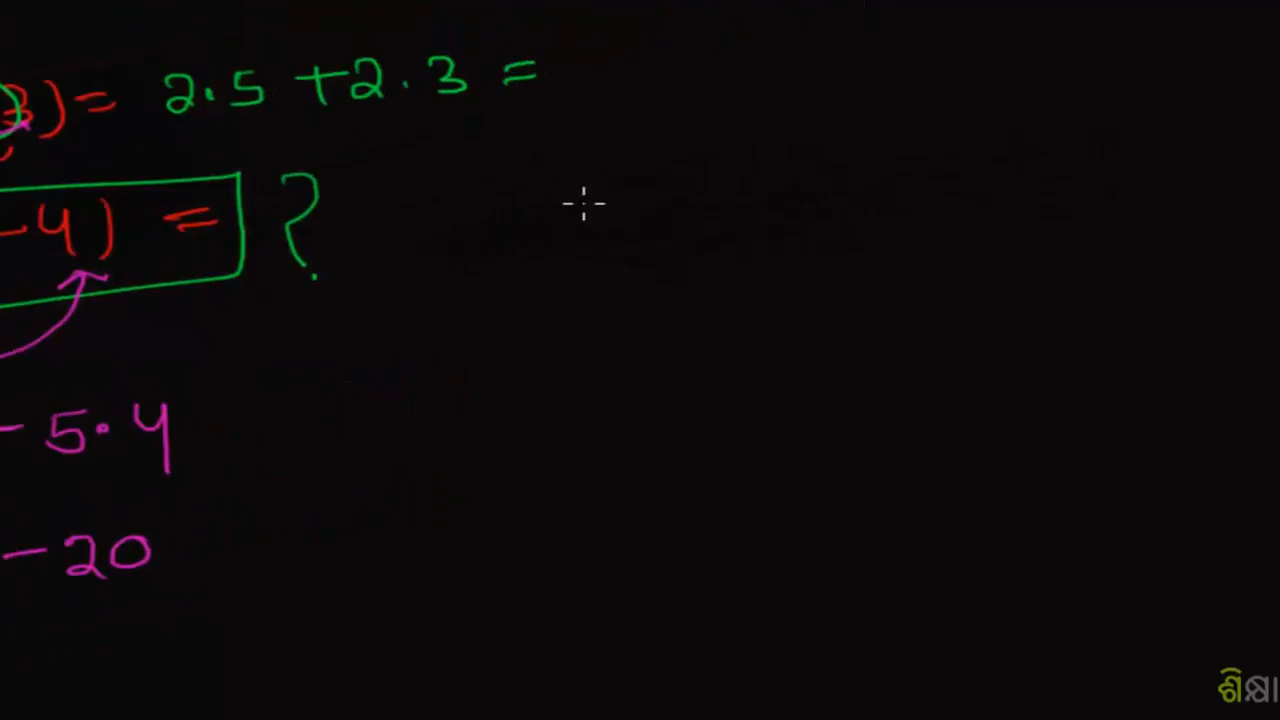 3) = 2.5 + 2.3 =
- 4) = ?
- 5.4
- 20
ଶିକ୍ଷା